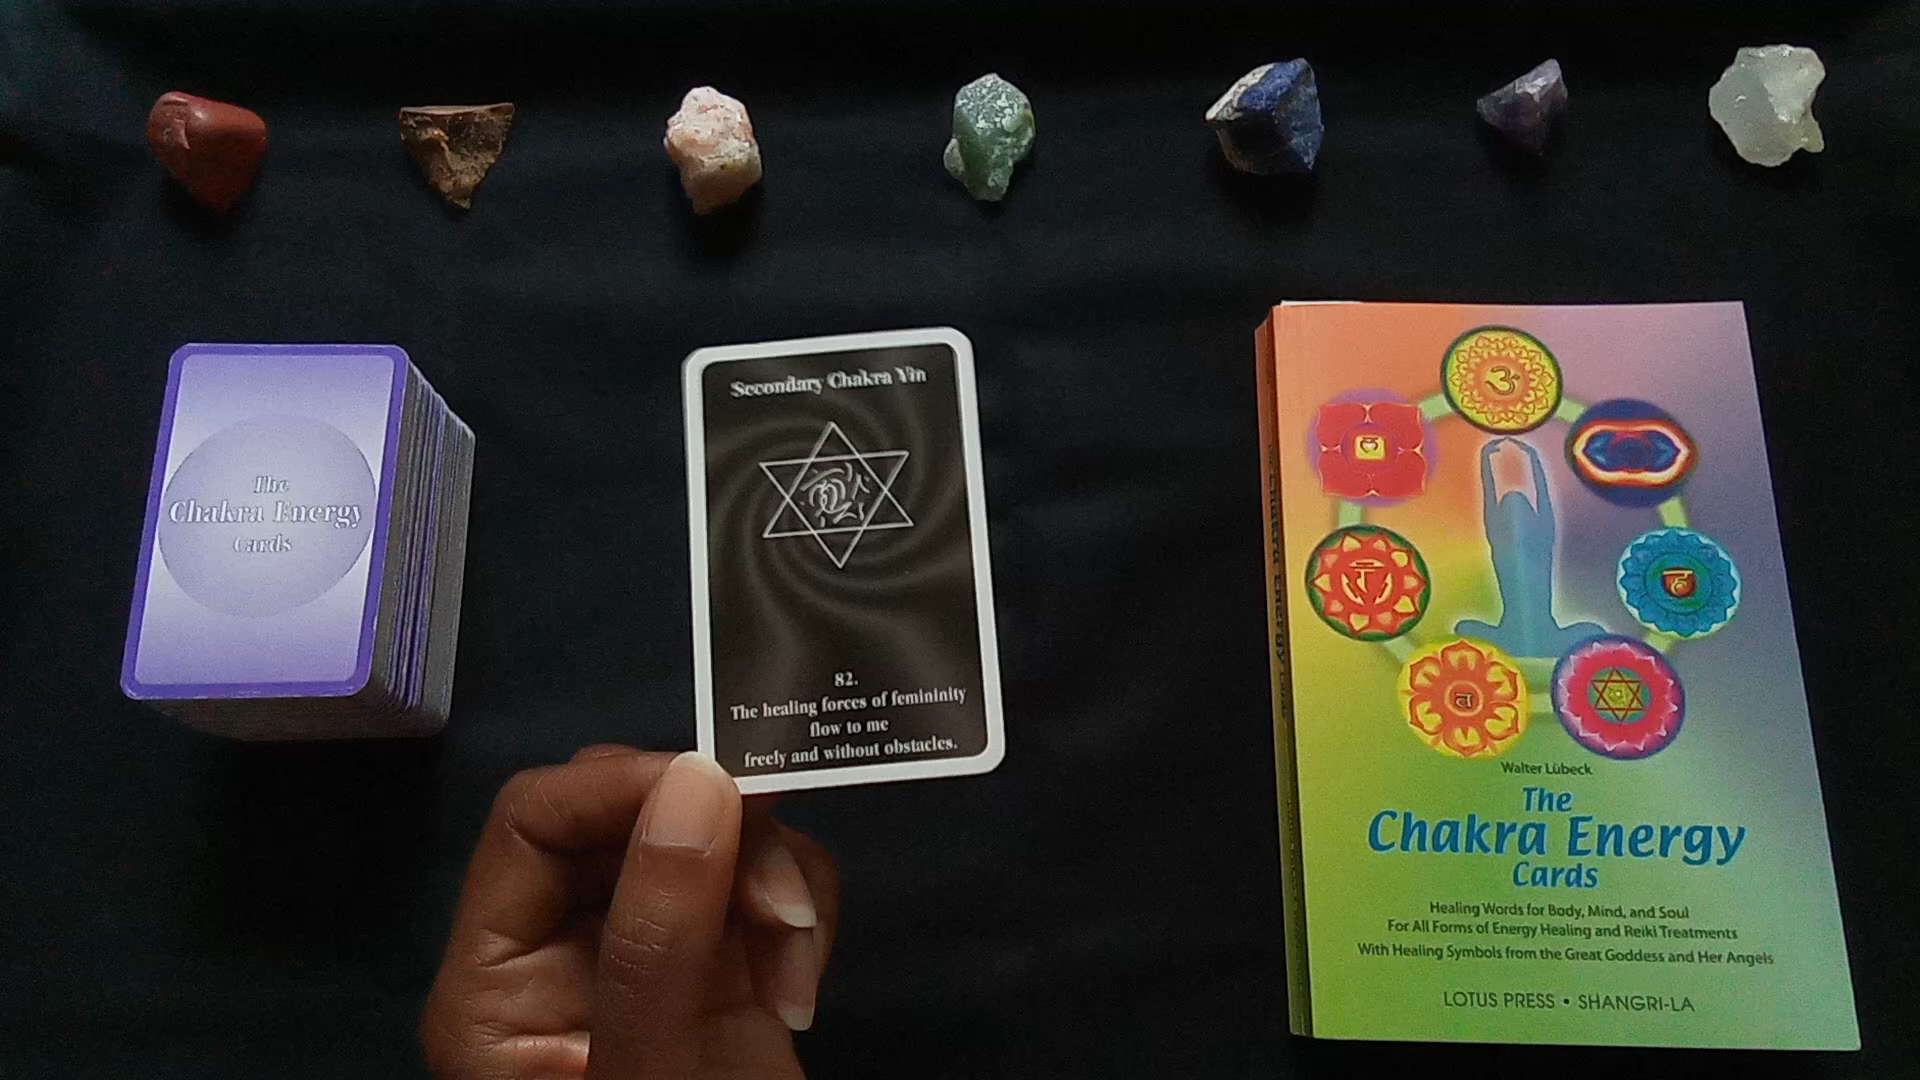 The
Chakra Energy
Cards
Secondary Chakra Yin
82.
The healing forces of femininity
flow to me
freely and without obstacles.
Walter Lübeck
The
Chakra Energy
Cards
Healing Words for Body, Mind, and Soul
For All Forms of Energy Healing and Reiki Treatments
With Healing Symbols from the Great Goddess and Her Angels
LOTUS PRESS • SHANGRI-LA